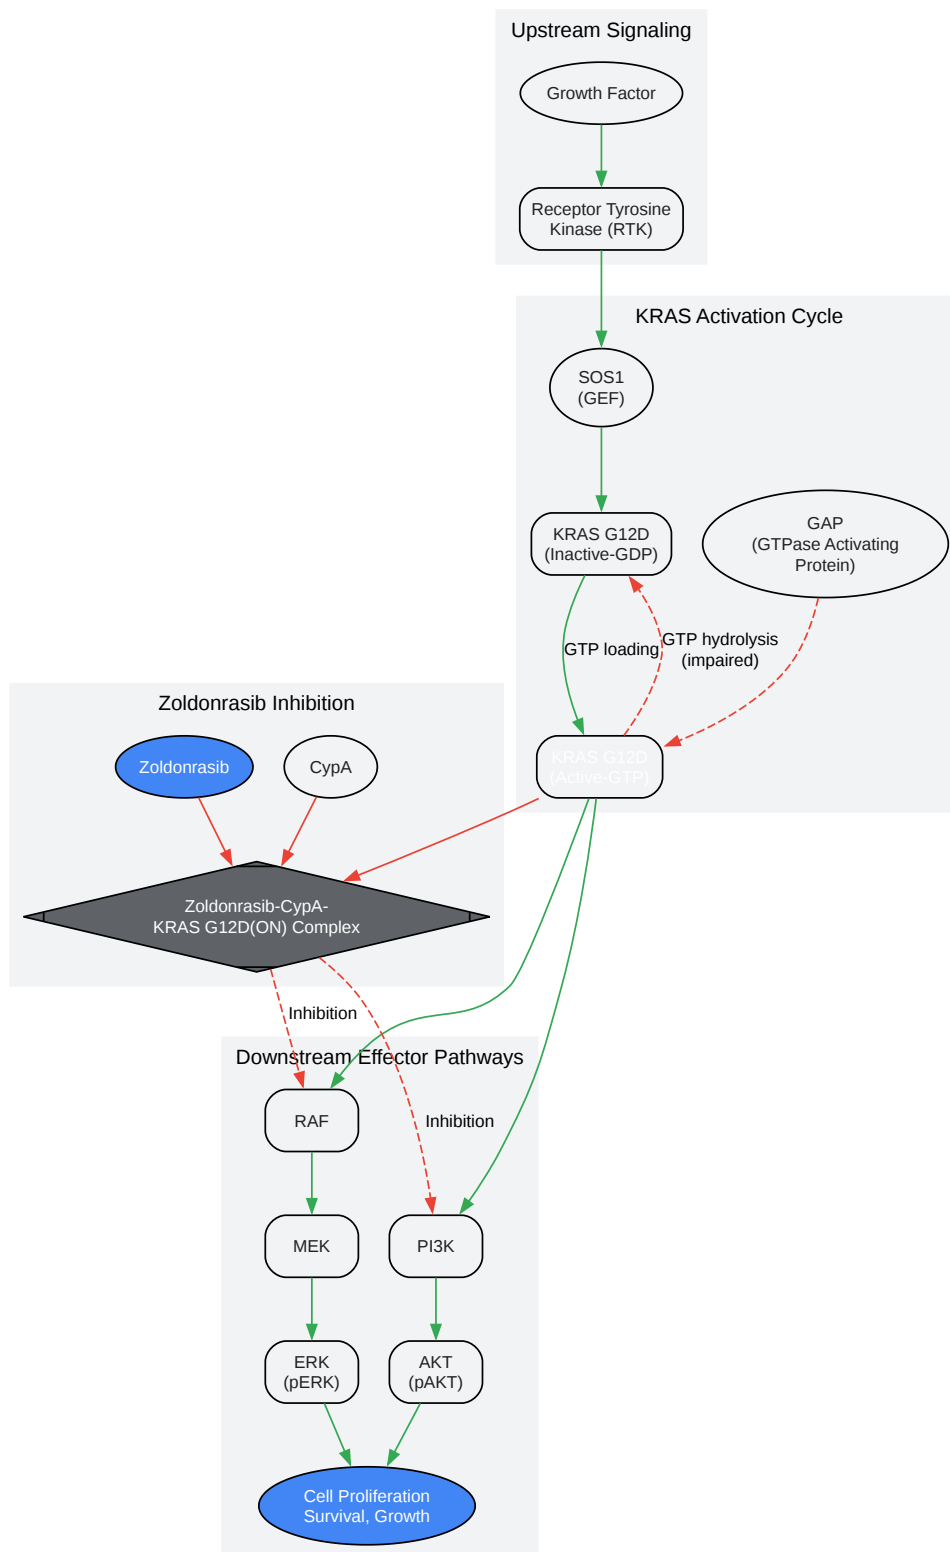 Upstream Signaling
Growth Factor
Receptor Tyrosine
Kinase (RTK)
KRAS Activation Cycle
SOS1
(GEF)
KRAS G12D
(Inactive-GDP)
GAP
(GTPase Activating
Protein)
GTP loading
GTP hydrolysis
(impaired)
KRAS G12D
(Active-GTP)
Zoldonrasib Inhibition
Zoldonrasib
CypA
Zoldonrasib-CypA-
KRAS G12D(ON) Complex
Inhibition
Downstream Effector Pathways
RAF
Inhibition
MEK
PI3K
ERK
(pERK)
AKT
(pAKT)
Cell Proliferation
Survival, Growth